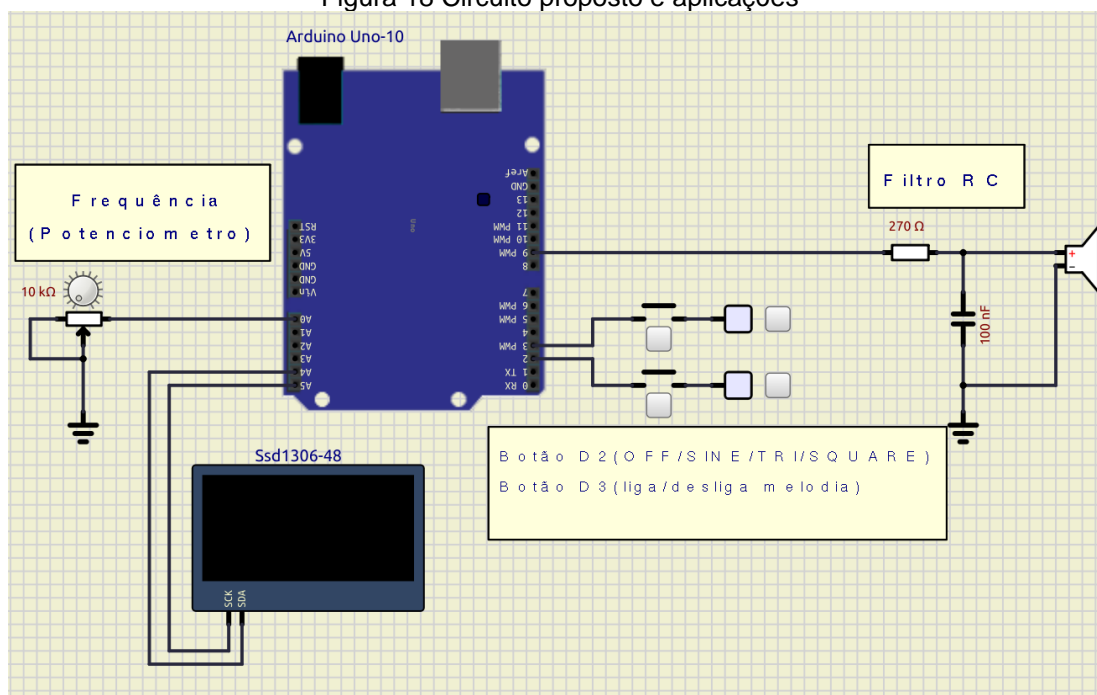 Figura 18 Circuito proposto e aplicações
Arduino Uno-10
Frequência
(Potenciometro)
10 kΩ
RST
3V3
5V
GND
GND
Vin
A0
A1
A2
A3
A4
A5
Uno
Aref
GND
13
12
PWM 11
PWM 10
PWM 9
8
7
PWM 6
PWM 5
4
PWM 3
2
TX 1
RX 0
Filtro RC
270 Ω
+
−
100 nF
Botão D2(OFF/SINE/TRI/SQUARE)
Botão D3(liga/desliga melodia)
Ssd1306-48
SCK
SDA